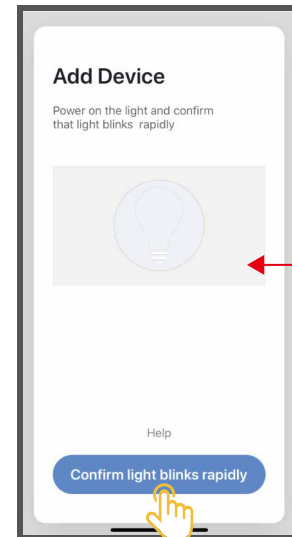 Add Device
Power on the light and confirm
that light blinks rapidly
Help
Confirm light blinks rapidly